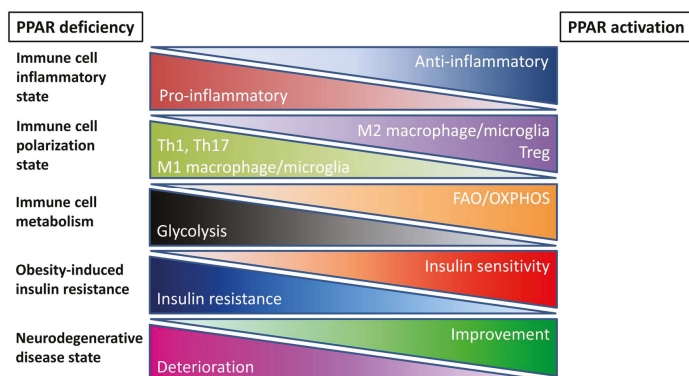 PPAR deficiency
PPAR activation
Immune cell
inflammatory
state
Anti-inflammatory
Pro-inflammatory
Immune cell
polarization
state
M2 macrophage/microglia
Treg
Th1, Th17
M1 macrophage/microglia
Immune cell
metabolism
FAO/OXPHOS
Glycolysis
Obesity-induced
insulin resistance
Insulin sensitivity
Insulin resistance
Neurodegenerative
disease state
Improvement
Deterioration